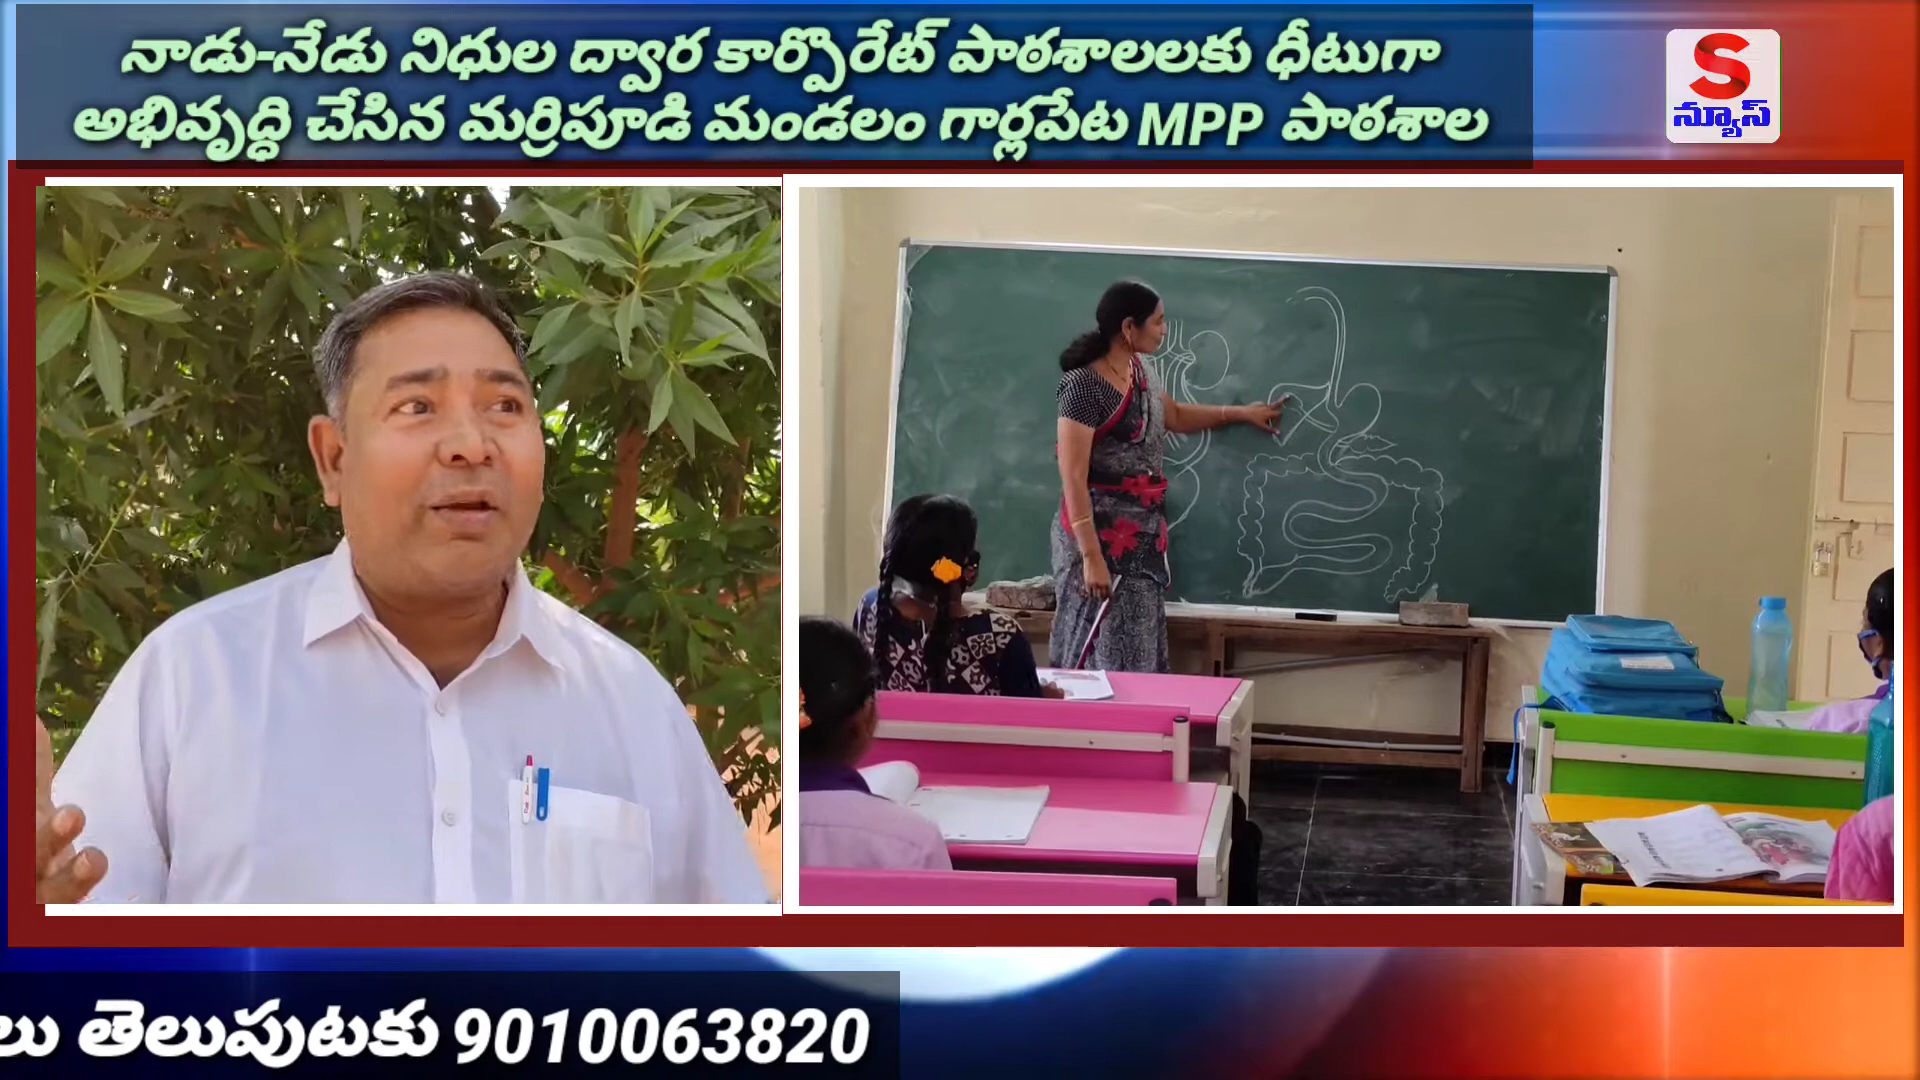 నాడు-నేడు నిధుల ద్వార కార్పొరేట్ పాఠశాలలకు ధీటుగా
అభివృద్ధి చేసిన మర్రిపూడి మండలం గార్లపేట MPP పాఠశాల
S
న్యూస్
లు తెలుపుటకు 9010063820